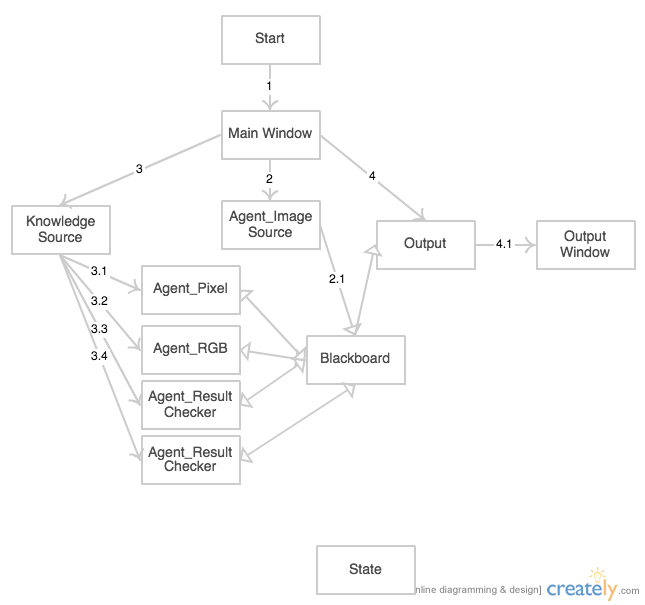 Start
1
Main Window
3
2
4
Knowledge
Source
Agent_Image
Source
Output
4.1
Output
Window
3.1
3.2
3.3
3.4
2.1
Agent_Pixel
Agent_RGB
Agent_Result
Checker
Agent_Result
Checker
Blackboard
State
nline diagramming & design]
creately.com